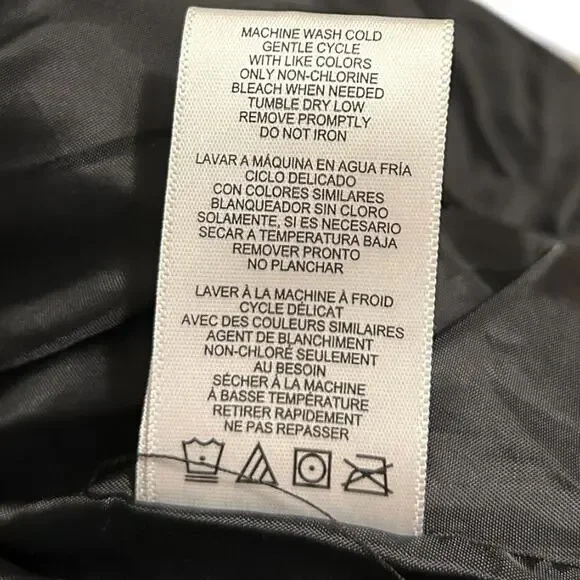 MACHINE WASH COLD
GENTLE CYCLE
WITH LIKE COLORS
ONLY NON-CHLORINE
BLEACH WHEN NEEDED
TUMBLE DRY LOW
REMOVE PROMPTLY
DO NOT IRON
LAVAR A MÁQUINA EN AGUA FRÍA
CICLO DELICADO
CON COLORES SIMILARES
BLANQUEADOR SIN CLORO
SOLAMENTE, SI ES NECESARIO
SECAR A TEMPERATURA BAJA
REMOVER PRONTO
NO PLANCHAR
LAVER À LA MACHINE À FROID
CYCLE DÉLICAT
AVEC DES COULEURS SIMILAIRES
AGENT DE BLANCHIMENT
NON-CHLORÉ SEULEMENT
AU BESOIN
SÉCHER À LA MACHINE
À BASSE TEMPÉRATURE
RETIRER RAPIDEMENT
NE PAS REPASSER